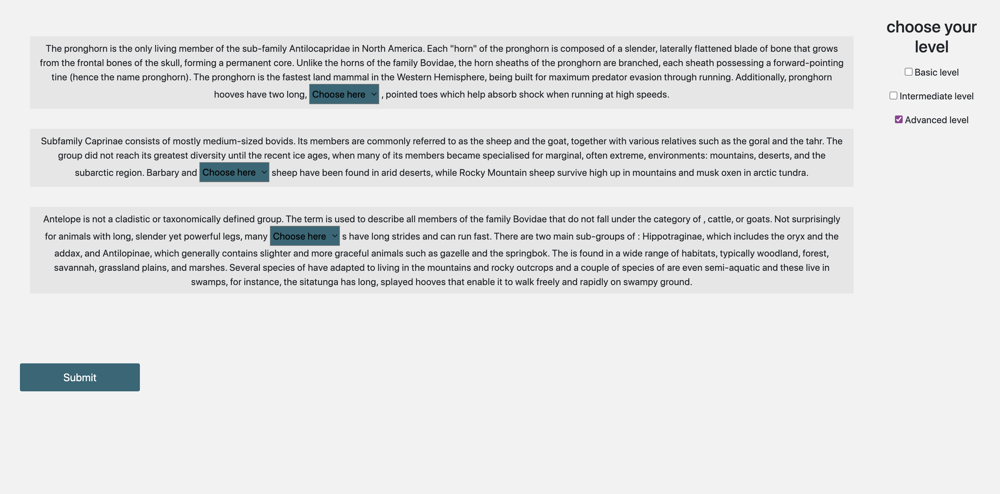 The pronghorn is the only living member of the sub-family Antilocapridae in North America. Each "horn" of the pronghorn is composed of a slender, laterally flattened blade of bone that grows
from the frontal bones of the skull, forming a permanent core. Unlike the horns of the family Bovidae, the horn sheaths of the pronghorn are branched, each sheath possessing a forward-pointing
tine (hence the name pronghorn). The pronghorn is the fastest land mammal in the Western Hemisphere, being built for maximum predator evasion through running. Additionally, pronghorn
hooves have two long, Choose here , pointed toes which help absorb shock when running at high speeds.
Subfamily Caprinae consists of mostly medium-sized bovids. Its members are commonly referred to as the sheep and the goat, together with various relatives such as the goral and the tahr. The
group did not reach its greatest diversity until the recent ice ages, when many of its members became specialised for marginal, often extreme, environments: mountains, deserts, and the
subarctic region. Barbary and Choose here sheep have been found in arid deserts, while Rocky Mountain sheep survive high up in mountains and musk oxen in arctic tundra.
Antelope is not a cladistic or taxonomically defined group. The term is used to describe all members of the family Bovidae that do not fall under the category of , cattle, or goats. Not surprisingly
for animals with long, slender yet powerful legs, many Choose here s have long strides and can run fast. There are two main sub-groups of : Hippotraginae, which includes the oryx and the
addax, and Antilopinae, which generally contains slighter and more graceful animals such as gazelle and the springbok. The is found in a wide range of habitats, typically woodland, forest,
savannah, grassland plains, and marshes. Several species of have adapted to living in the mountains and rocky outcrops and a couple of species of are even semi-aquatic and these live in
swamps, for instance, the sitatunga has long, splayed hooves that enable it to walk freely and rapidly on swampy ground.
Submit
choose your
level
Basic level
Intermediate level
Advanced level